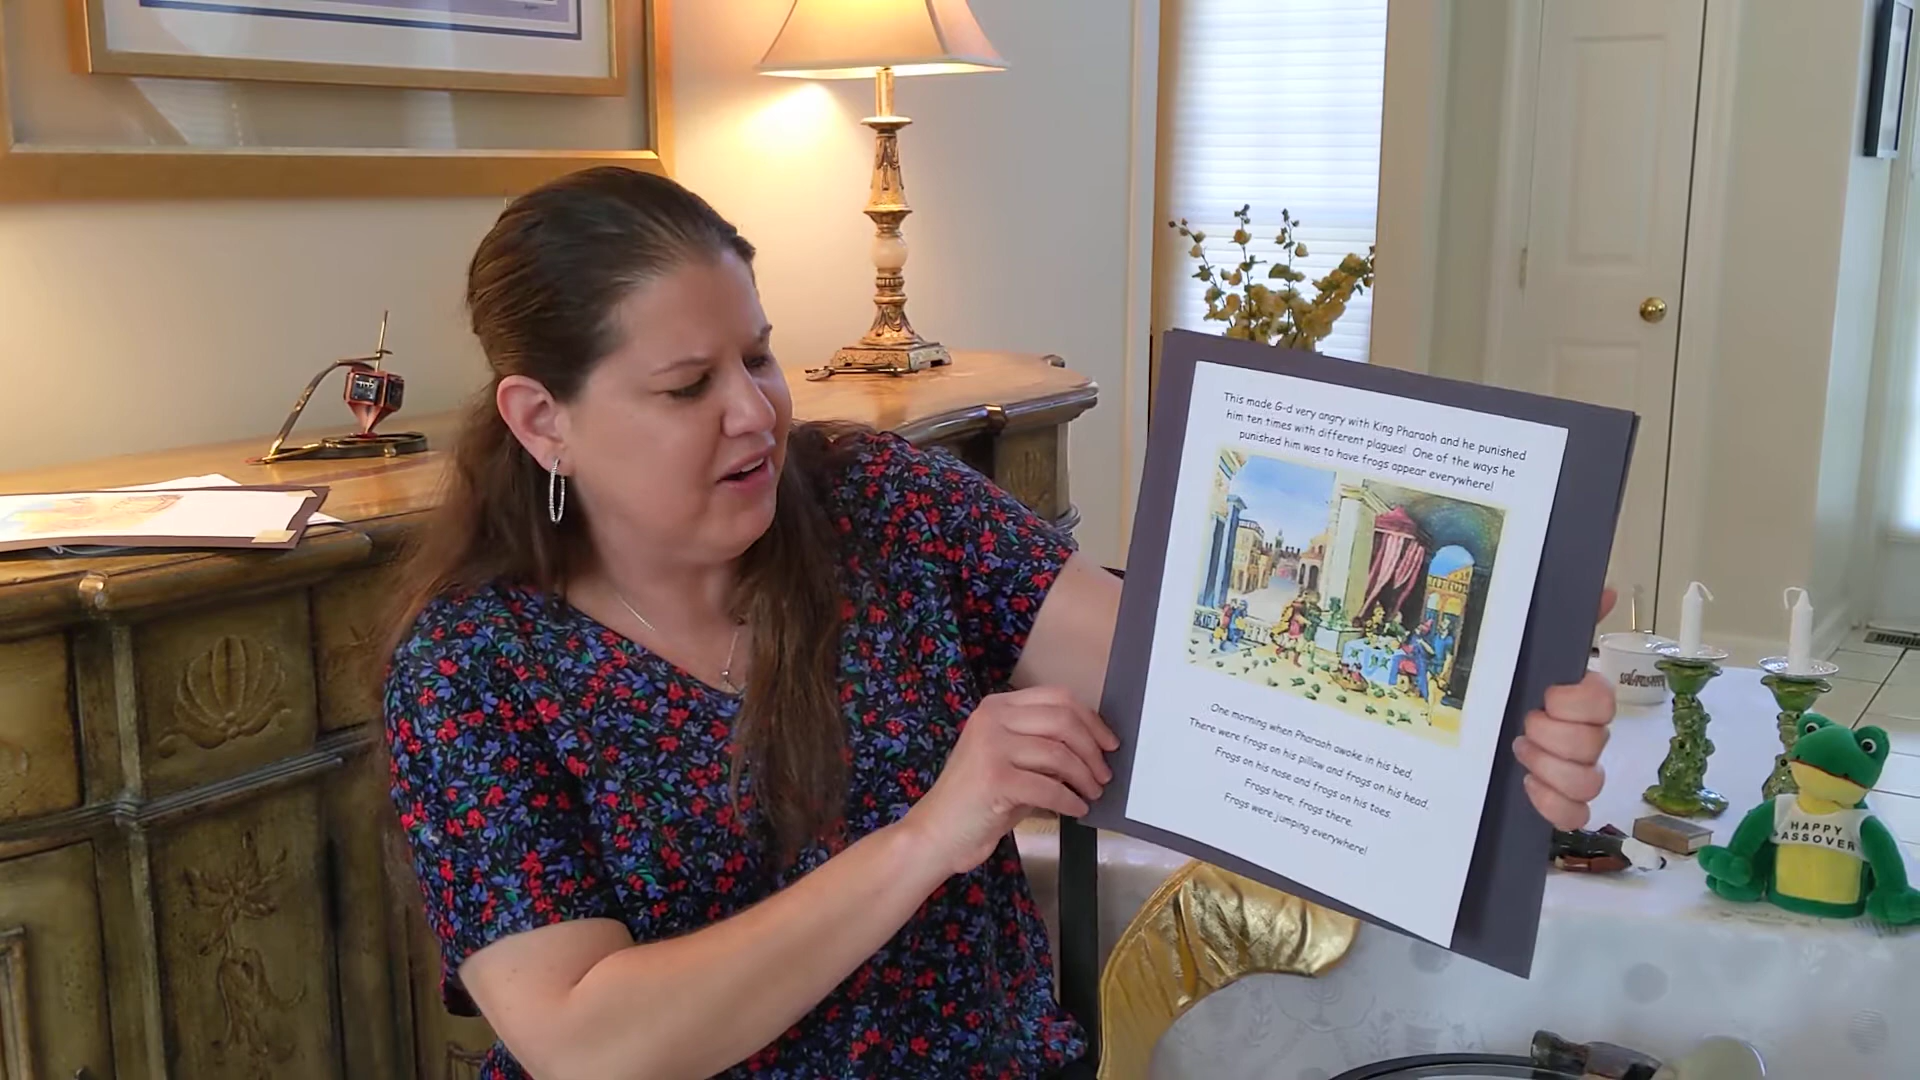 This made G-d very angry with King Pharaoh and he punished
him ten times with different plagues! One of the ways he
punished him was to have frogs appear everywhere!
One morning when Pharaoh awoke in his bed,
There were frogs on his pillow and frogs on his head.
Frogs on his nose and frogs on his toes.
Frogs here, frogs there.
Frogs were jumping everywhere!
HAPPY
PASSOVER